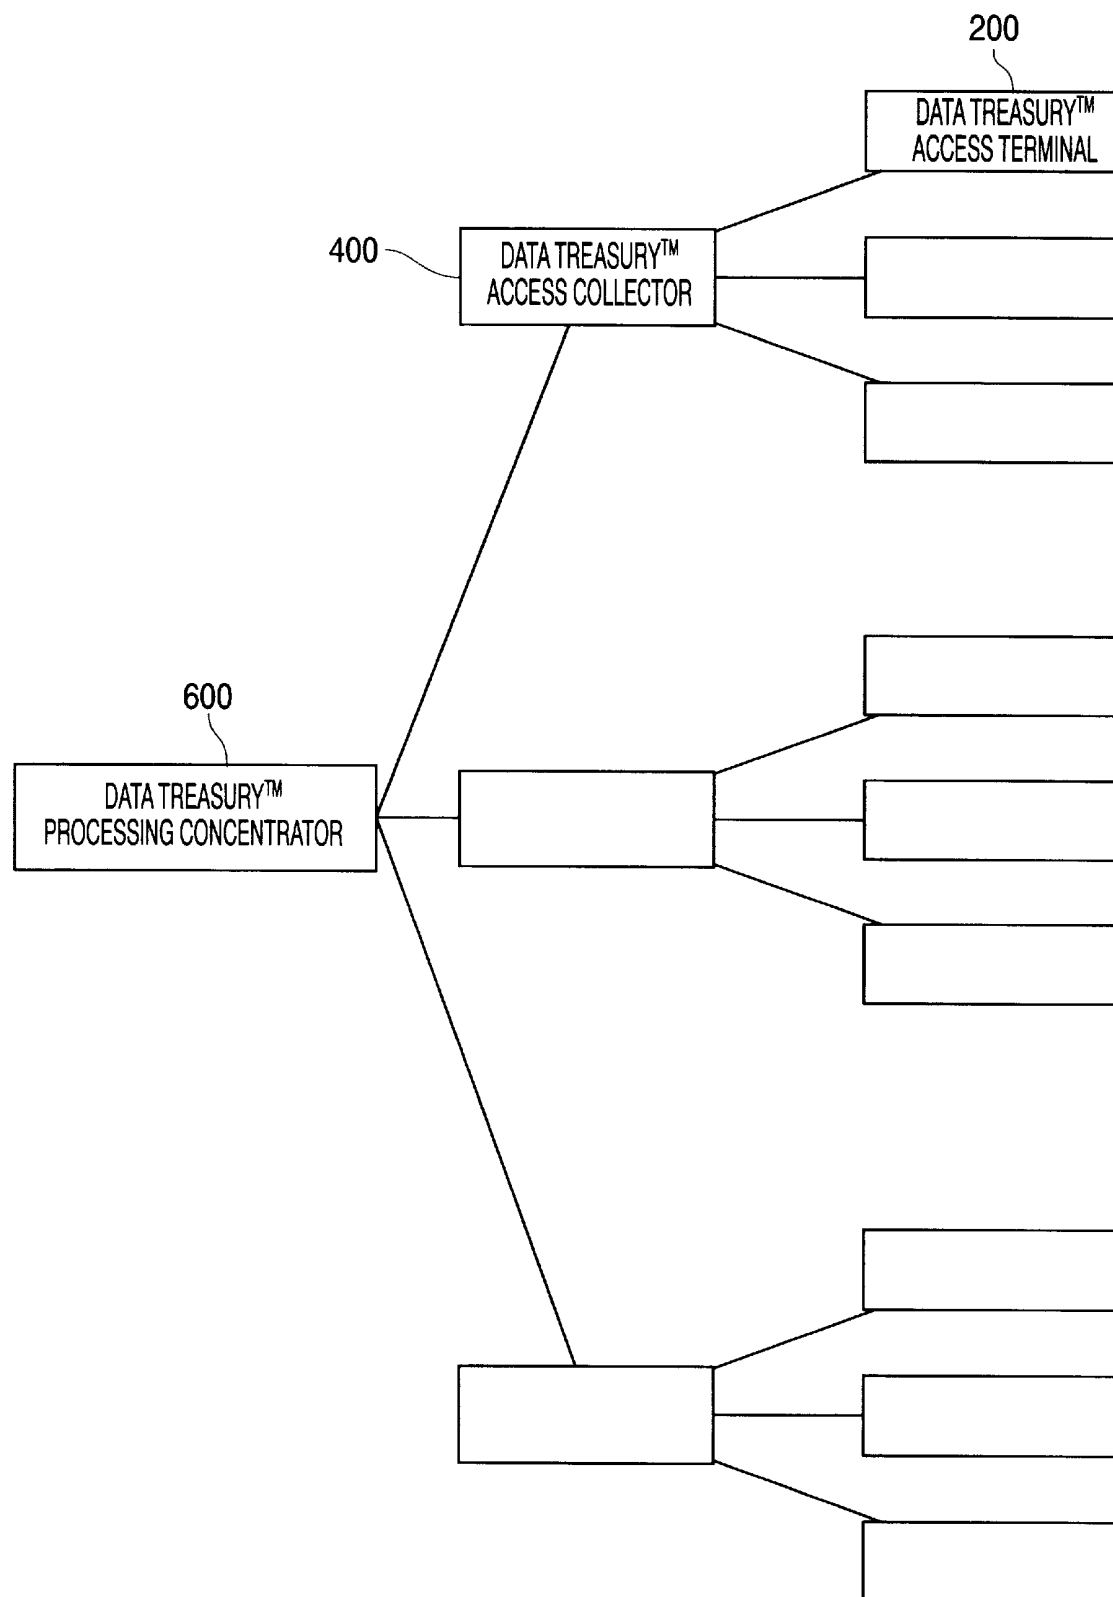 200
DATA TREASURY™
ACCESS TERMINAL
400
DATA TREASURY™
ACCESS COLLECTOR
600
DATA TREASURY™
PROCESSING CONCENTRATOR